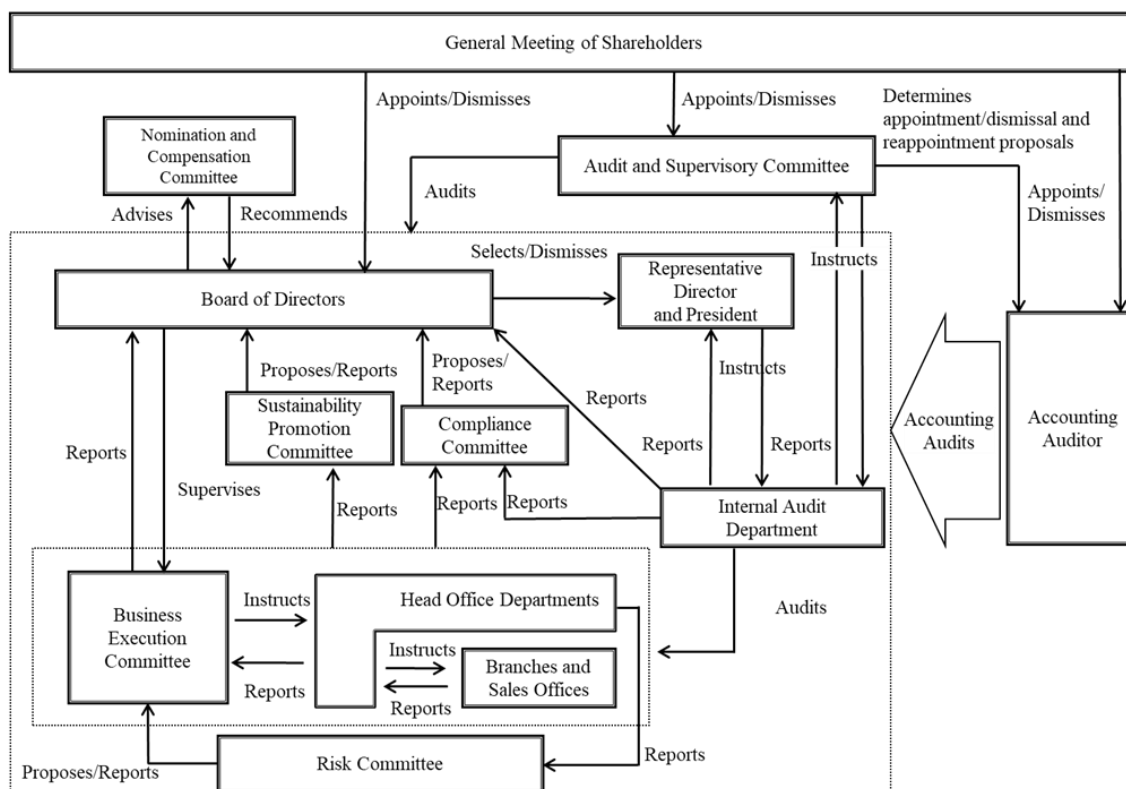 General Meeting of Shareholders
Appoints/Dismisses
Appoints/Dismisses
Determines
appointment/dismissal and
reappointment proposals
Nomination and
Compensation
Committee
Audit and Supervisory Committee
Audits
Appoints/
Dismisses
Advises
Recommends
Selects/Dismisses
Instructs
Board of Directors
Representative
Director
and President
Proposes/Reports
Proposes/
Reports
Instructs
Reports
Sustainability
Promotion
Committee
Compliance
Committee
Accounting
Audits
Accounting
Auditor
Reports
Reports
Reports
Supervises
Reports
Reports
Reports
Internal Audit
Department
Business
Execution
Committee
Instructs
Head Office Departments
Audits
Instructs
Branches and
Sales Offices
Reports
Reports
Proposes/Reports
Risk Committee
Reports